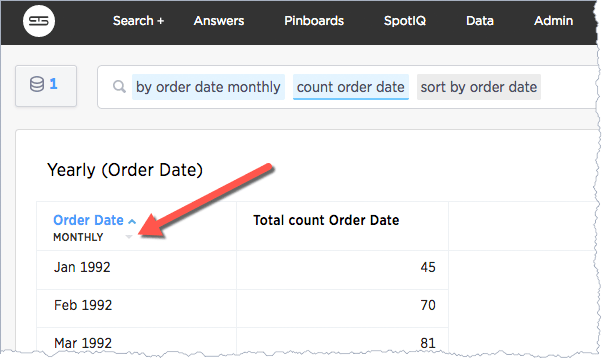 Search + Answers Pinboards SpotIQ Data Admin
1 by order date monthly count order date sort by order date
Yearly (Order Date)
Order Date Total count Order Date
MONTHLY
Jan 1992 45
Feb 1992 70
Mar 1992 81